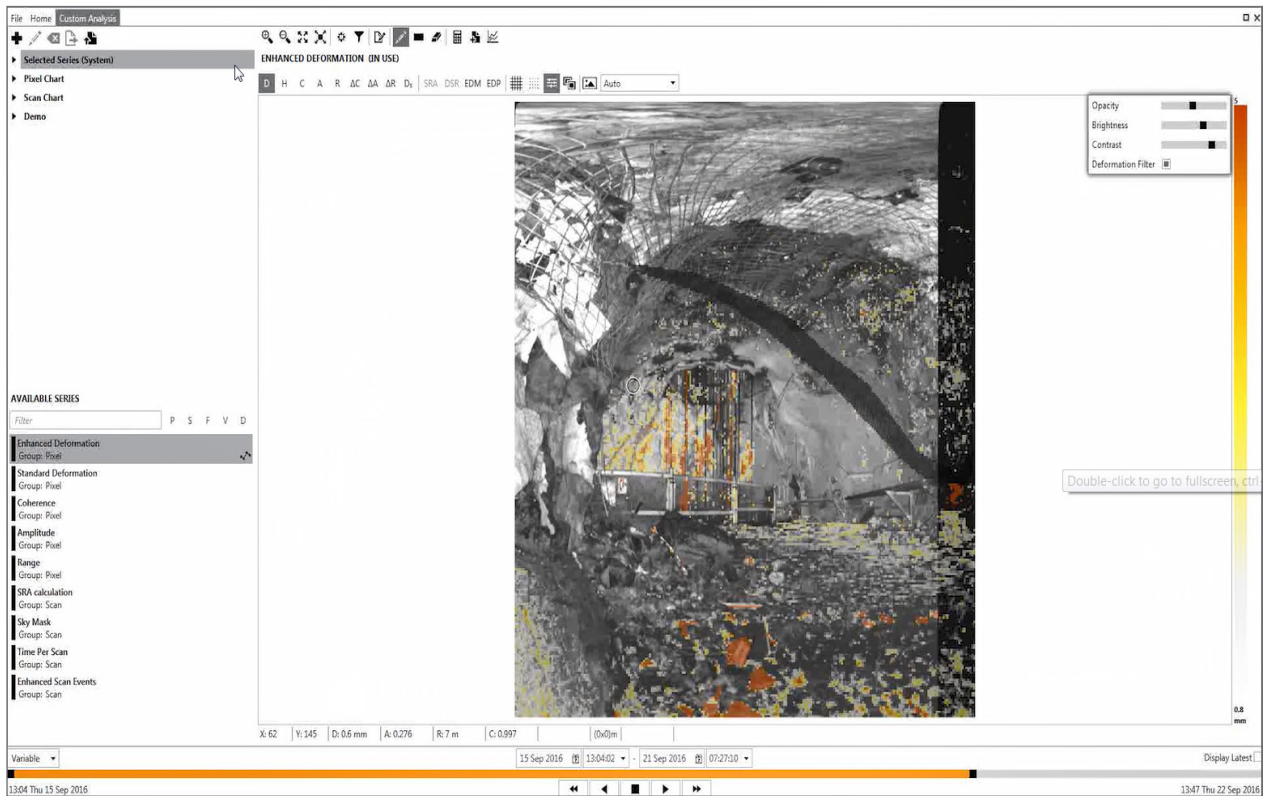 File Home Custom Analysis
Selected Series (System)
Pixel Chart
Scan Chart
Demo
ENHANCED DEFORMATION (IN USE)
D H C A R ΔC ΔA ΔR SRA DSR EDM EDP Auto
Opacity
Brightness
Contrast
Deformation Filter
5
AVAILABLE SERIES
Filter P S F V D
Enhanced Deformation
Group: Pixel
Standard Deformation
Group: Pixel
Coherence
Group: Pixel
Amplitude
Group: Pixel
Range
Group: Pixel
SRA calculation
Group: Scan
Sky Mask
Group: Scan
Time Per Scan
Group: Scan
Enhanced Scan Events
Group: Scan
Double-click to go to fullscreen, ctrl-
0.8
mm
X: 62 Y: 145 D: 0.6 mm A: 0.276 R: 7 m C: 0.997 (0x0)m
Variable 15 Sep 2016 13:04:02 - 21 Sep 2016 07:27:10 Display Latest
13:04 Thu 15 Sep 2016 13:47 Thu 22 Sep 2016